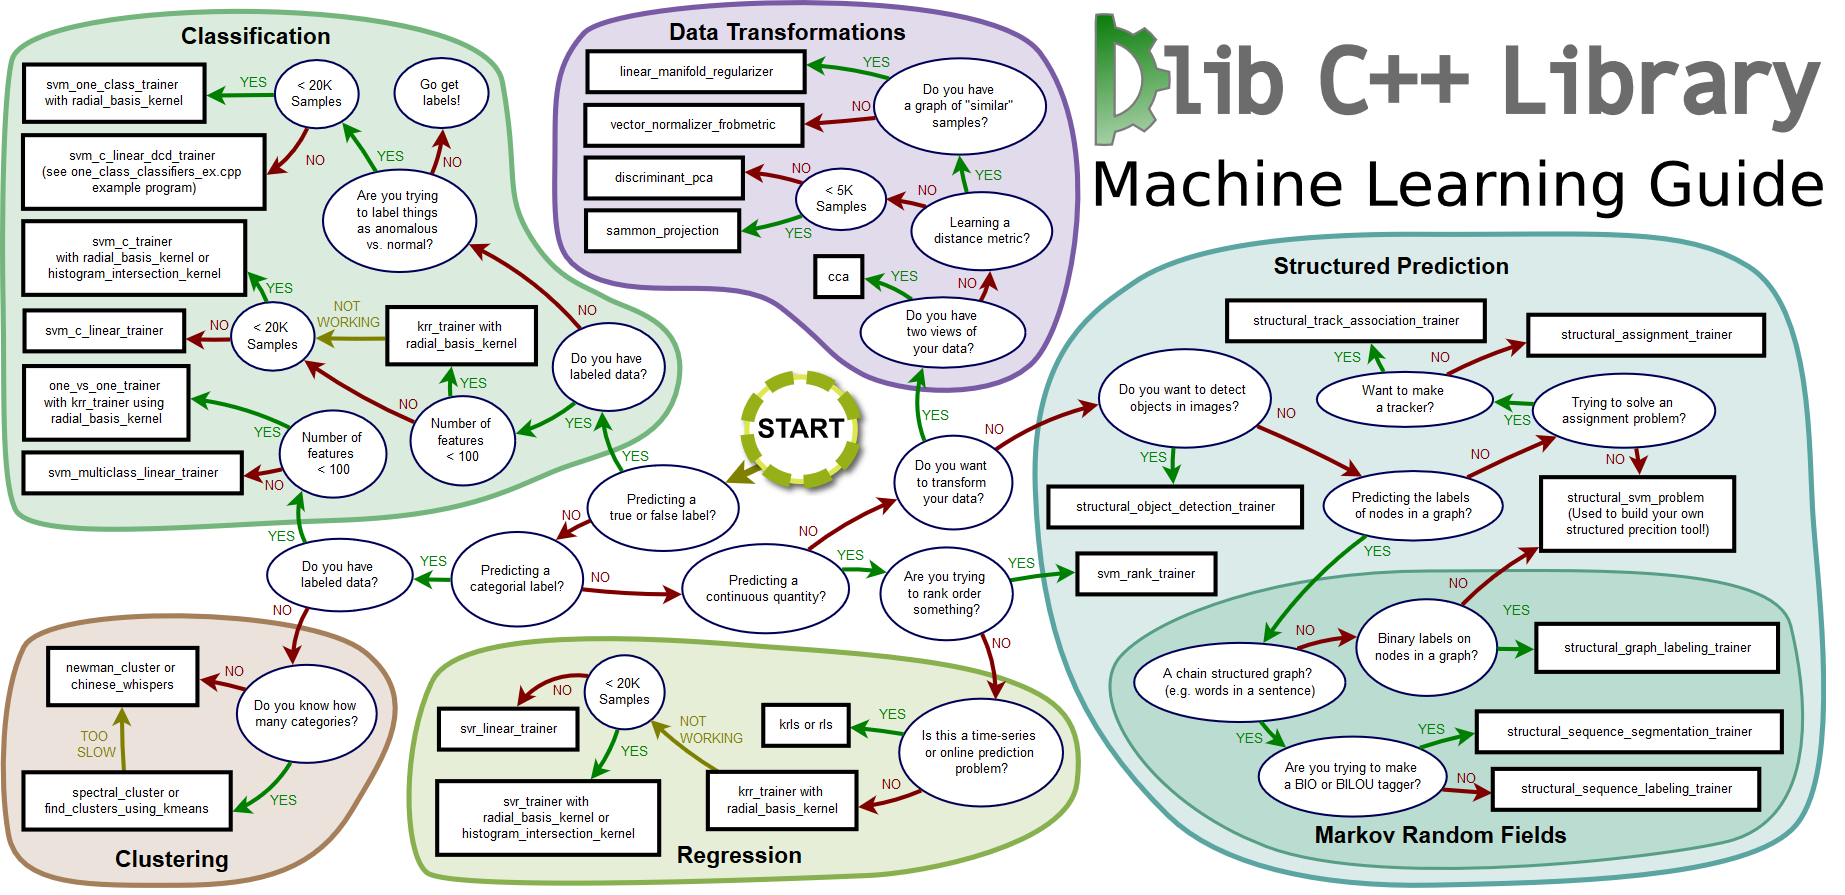 Dlib C++ Library
Machine Learning Guide
START
Classification
svm_one_class_trainer
with radial_basis_kernel
YES
< 20K
Samples
Go get
labels!
NO
svm_c_linear_dcd_trainer
(see one_class_classifiers_ex.cpp
example program)
YES
NO
Are you trying
to label things
as anomalous
vs. normal?
svm_c_trainer
with radial_basis_kernel or
histogram_intersection_kernel
YES
NO
svm_c_linear_trainer
NO
< 20K
Samples
NOT
WORKING
krr_trainer with
radial_basis_kernel
Do you have
labeled data?
one_vs_one_trainer
with krr_trainer using
radial_basis_kernel
YES
NO
YES
Number of
features
< 100
YES
Number of
features
< 100
svm_multiclass_linear_trainer
NO
YES
YES
Data Transformations
linear_manifold_regularizer
YES
Do you have
a graph of "similar"
samples?
NO
vector_normalizer_frobmetric
discriminant_pca
NO
< 5K
Samples
NO
YES
Learning a
distance metric?
sammon_projection
YES
cca
YES
NO
Do you have
two views of
your data?
YES
NO
Do you want
to transform
your data?
Predicting a
true or false label?
NO
Predicting a
categorial label?
YES
NO
Do you have
labeled data?
NO
Predicting a
continuous quantity?
NO
YES
Are you trying
to rank order
something?
YES
svm_rank_trainer
NO
Clustering
newman_cluster or
chinese_whispers
NO
Do you know how
many categories?
TOO
SLOW
YES
spectral_cluster or
find_clusters_using_kmeans
Regression
NO
< 20K
Samples
svr_linear_trainer
YES
NOT
WORKING
krls or rls
YES
Is this a time-series
or online prediction
problem?
NO
krr_trainer with
radial_basis_kernel
svr_trainer with
radial_basis_kernel or
histogram_intersection_kernel
Structured Prediction
structural_track_association_trainer
structural_assignment_trainer
YES
NO
Do you want to detect
objects in images?
Want to make
a tracker?
YES
Trying to solve an
assignment problem?
NO
YES
NO
NO
structural_object_detection_trainer
Predicting the labels
of nodes in a graph?
structural_svm_problem
(Used to build your own
structured precition tool!)
YES
NO
Markov Random Fields
A chain structured graph?
(e.g. words in a sentence)
NO
Binary labels on
nodes in a graph?
YES
structural_graph_labeling_trainer
YES
Are you trying to make
a BIO or BILOU tagger?
YES
structural_sequence_segmentation_trainer
NO
structural_sequence_labeling_trainer